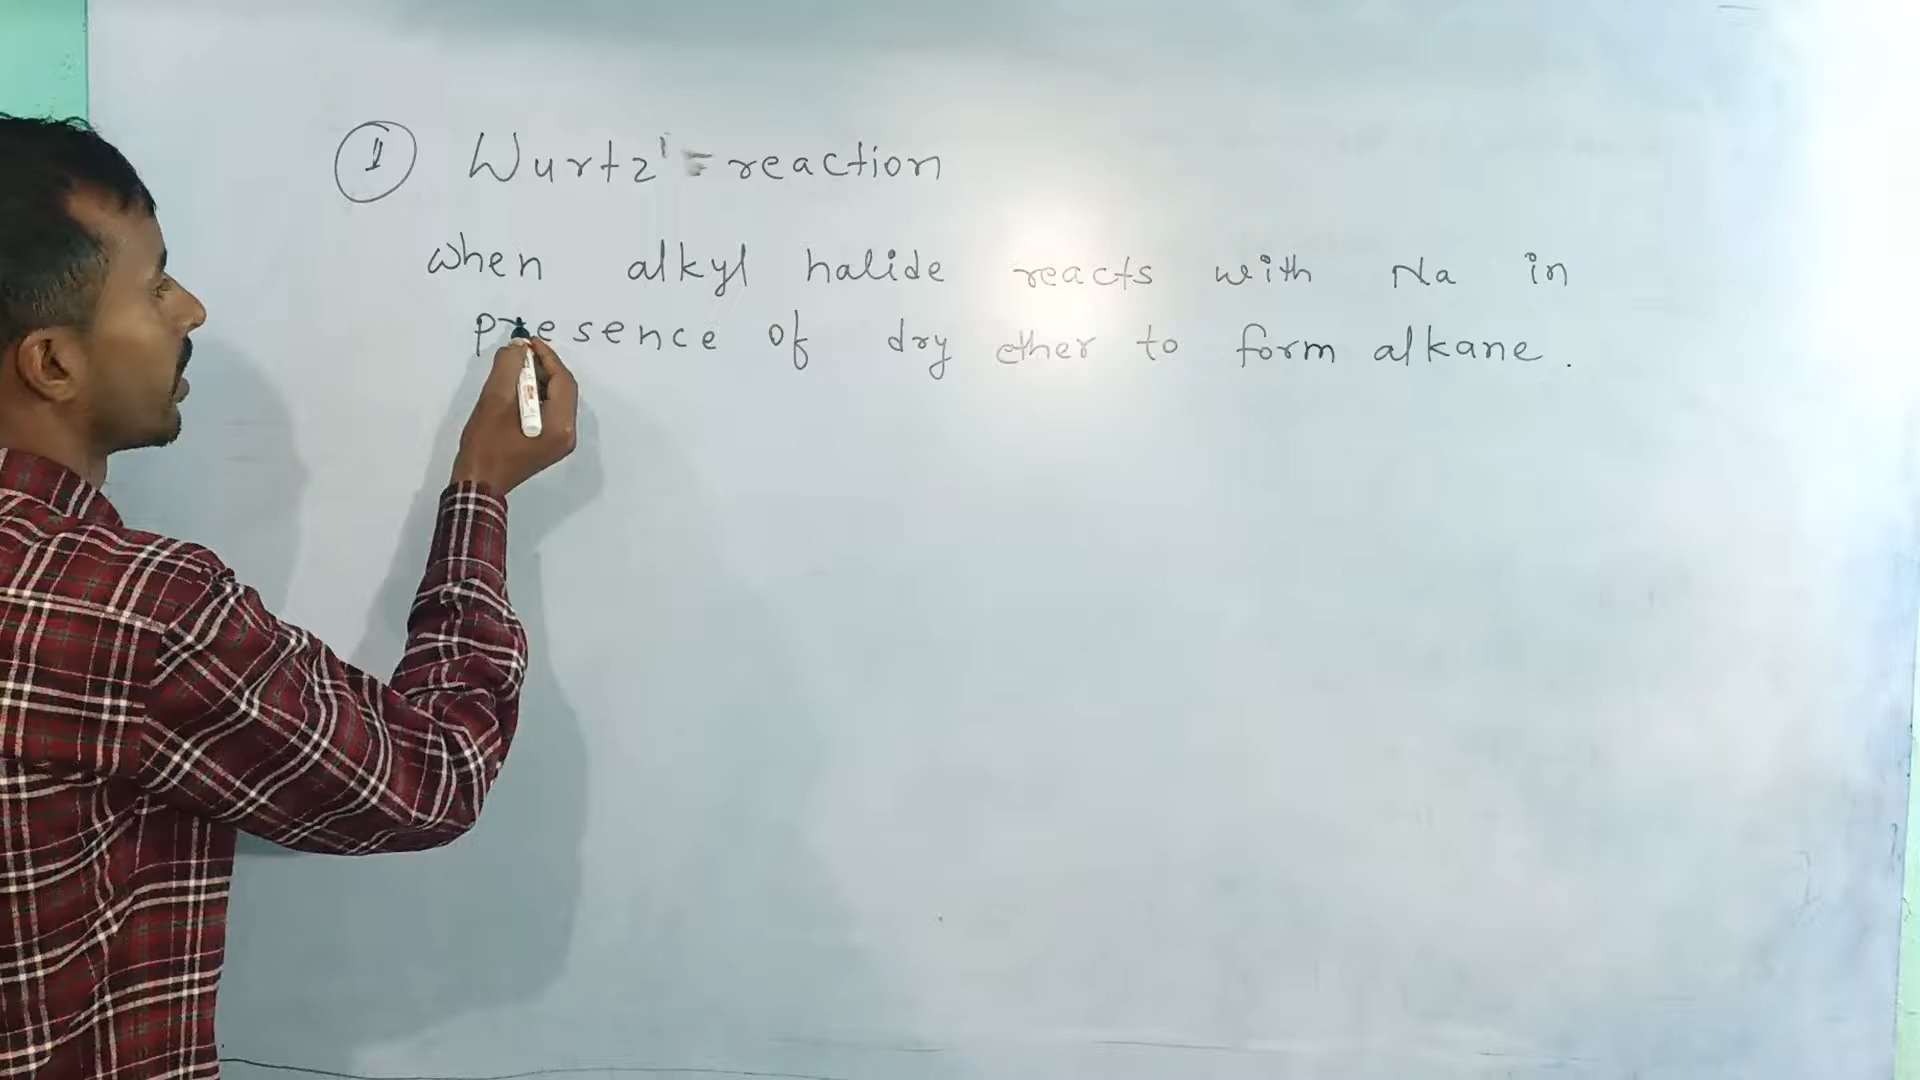 ① Wurtz'= reaction
when alkyl halide reacts with Na in
presence of dry ether to form alkane.